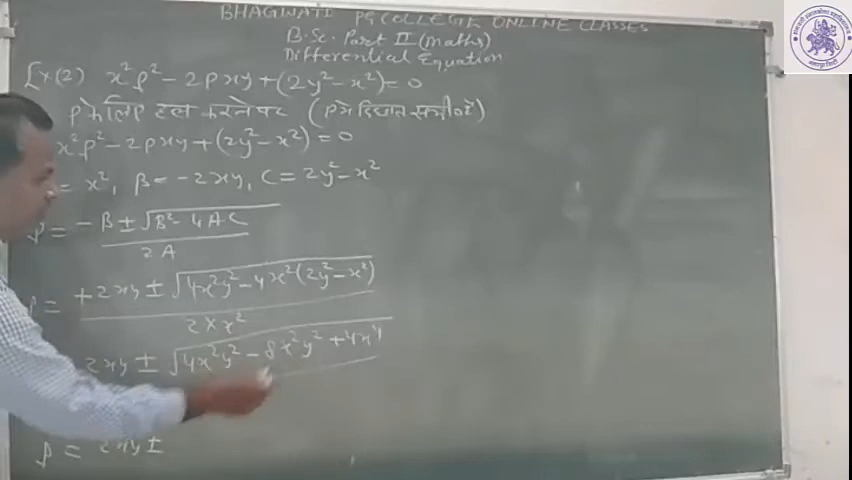 BHAGWATI PG COLLEGE ONLINE CLASSES
B.Sc. Part II (Maths)
Differential Equation
Ex(2) x²p² - 2pxy + (2y² - x²) = 0
p के लिए हल करने पर (p में द्विघात समी० है)
x²p² - 2pxy + (2y² - x²) = 0
= x², B = -2xy, C = 2y² - x²
p = -B ± √B² - 4AC
2A
p = +2xy ± √4x²y² - 4x²(2y² - x²)
2 × x²
2xy ± √4x²y² - 8x²y² + 4x⁴
p = 2xy ±